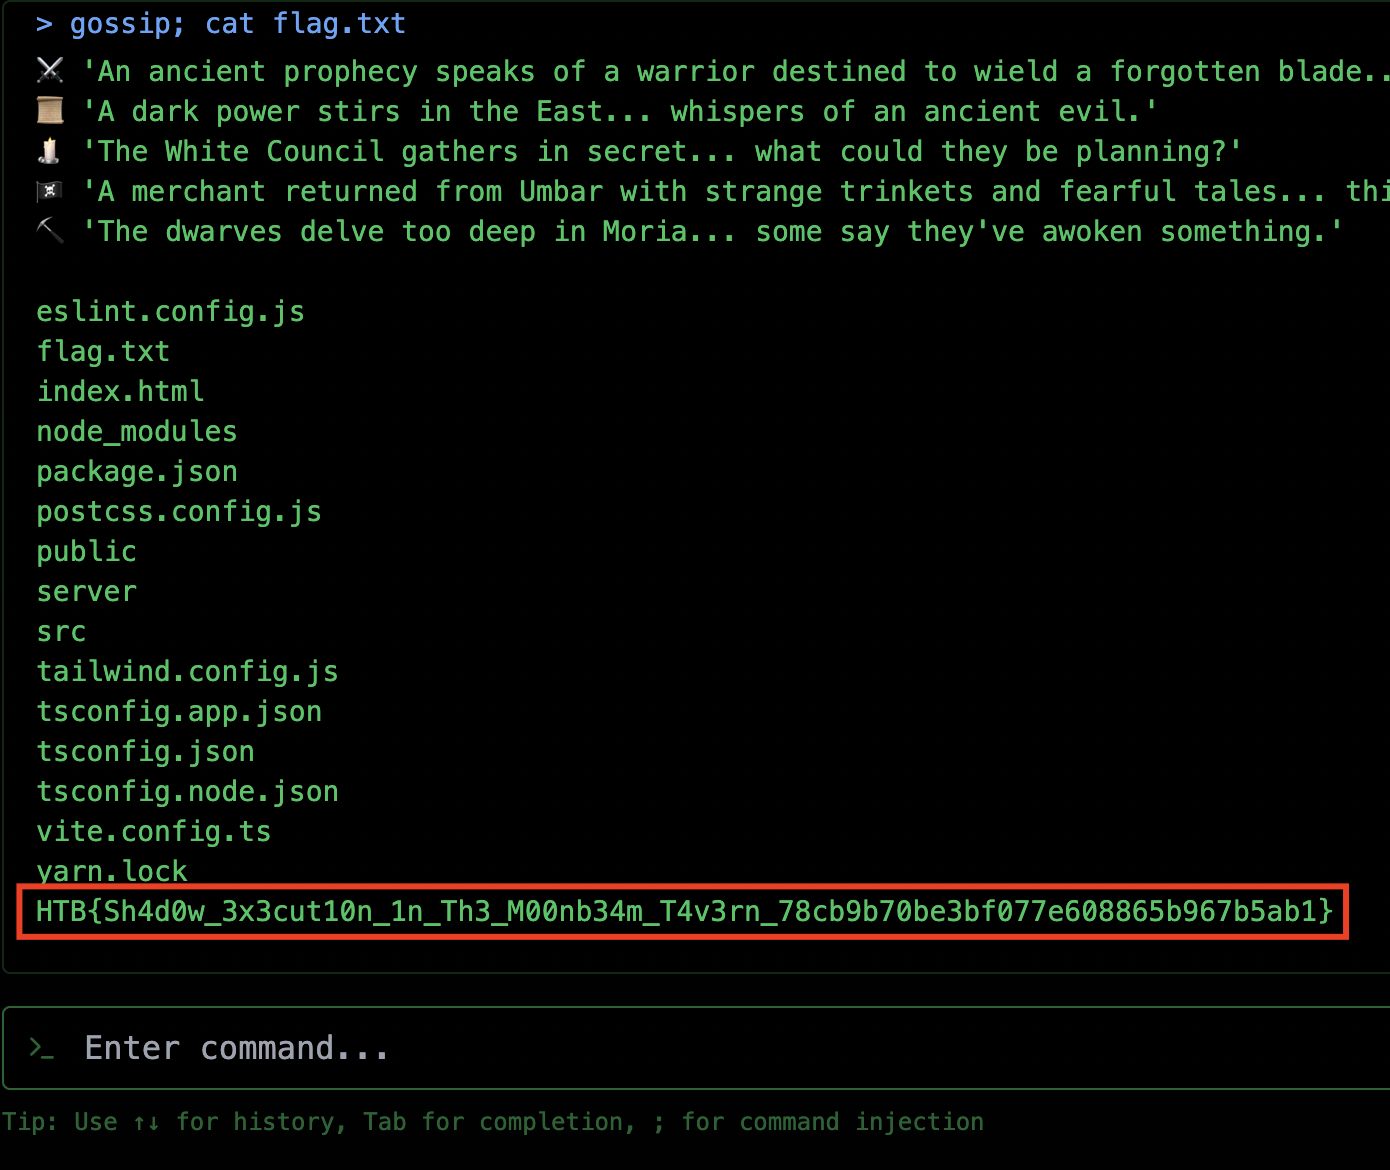 > gossip; cat flag.txt
'An ancient prophecy speaks of a warrior destined to wield a forgotten blade..
'A dark power stirs in the East... whispers of an ancient evil.'
'The White Council gathers in secret... what could they be planning?'
'A merchant returned from Umbar with strange trinkets and fearful tales... thi
'The dwarves delve too deep in Moria... some say they've awoken something.'
eslint.config.js
flag.txt
index.html
node_modules
package.json
postcss.config.js
public
server
src
tailwind.config.js
tsconfig.app.json
tsconfig.json
tsconfig.node.json
vite.config.ts
yarn.lock
HTB{Sh4d0w_3x3cut10n_1n_Th3_M00nb34m_T4v3rn_78cb9b70be3bf077e608865b967b5ab1}
>_ Enter command...
Tip: Use ↑↓ for history, Tab for completion, ; for command injection